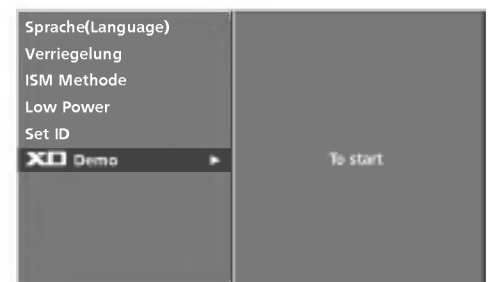 Sprache(Language)
Verriegelung
ISM Methode
Low Power
Set ID
XD Demo
To start